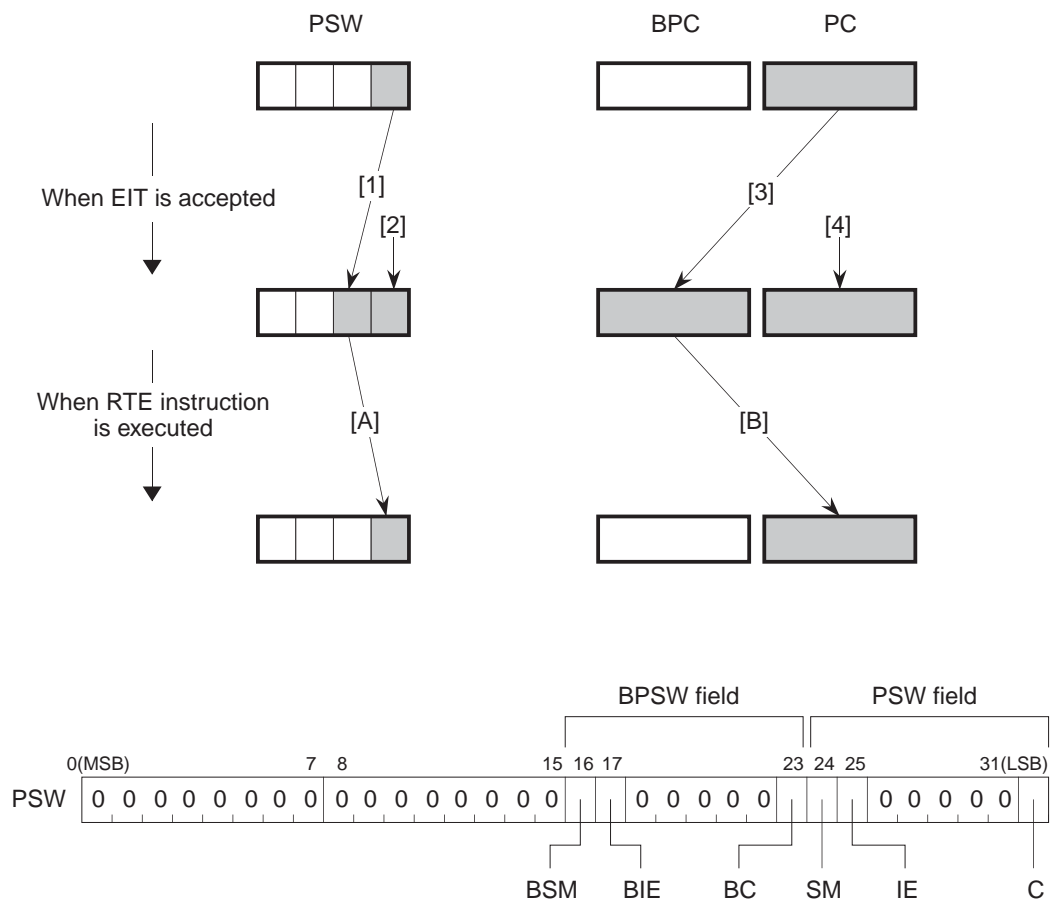 PSW BPC PC
[1] [3]
When EIT is accepted
[2] [4]
When RTE instruction
is executed
[A] [B]
BPSW field PSW field
0(MSB) 7 8 15 16 17 23 24 25 31(LSB)
PSW 0 0 0 0 0 0 0 0 0 0 0 0 0 0 0 0 0 0 0 0 0 0 0 0 0 0
BSM BIE BC SM IE C